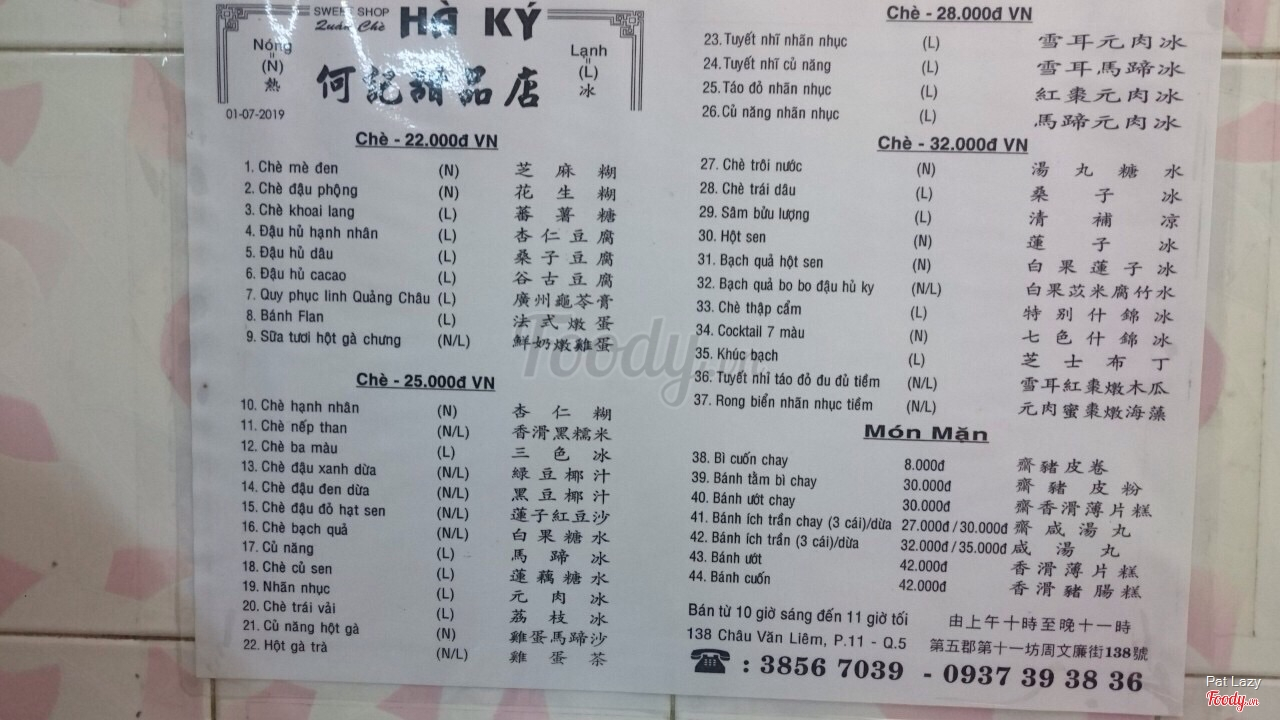 SWEET SHOP
Quán Chè
HÀ KÝ
Nóng
(N)
熱
Lạnh
(L)
冰
何記甜品店
01-07-2019
Chè - 22.000đ VN
1. Chè mè đen (N) 芝麻糊
2. Chè đậu phộng (N) 花生糊
3. Chè khoai lang (L) 蕃薯糖
4. Đậu hủ hạnh nhân (L) 杏仁豆腐
5. Đậu hủ dâu (L) 桑子豆腐
6. Đậu hủ cacao (L) 谷古豆腐
7. Quy phục linh Quảng Châu (L) 廣州龜苓膏
8. Bánh Flan (L) 法式燉蛋
9. Sữa tươi hột gà chưng (N/L) 鮮奶燉雞蛋
Chè - 25.000đ VN
10. Chè hạnh nhân (N) 杏仁糊
11. Chè nếp than (N/L) 香滑黑糯米
12. Chè ba màu (L) 三色冰
13. Chè đậu xanh dừa (N/L) 綠豆椰汁
14. Chè đậu đen dừa (N/L) 黑豆椰汁
15. Chè đậu đỏ hạt sen (N/L) 蓮子紅豆沙
16. Chè bạch quả (N/L) 白果糖水
17. Củ năng (L) 馬蹄冰
18. Chè củ sen (L) 蓮藕糖水
19. Nhãn nhục (L) 元肉冰
20. Chè trái vải (L) 荔枝冰
21. Củ năng hột gà (N) 雞蛋馬蹄沙
22. Hột gà trà (N/L) 雞蛋茶
Chè - 28.000đ VN
23. Tuyết nhĩ nhãn nhục (L) 雪耳元肉冰
24. Tuyết nhĩ củ năng (L) 雪耳馬蹄冰
25. Táo đỏ nhãn nhục (L) 紅棗元肉冰
26. Củ năng nhãn nhục (L) 馬蹄元肉冰
Chè - 32.000đ VN
27. Chè trôi nước (N) 湯丸糖水
28. Chè trái dâu (L) 桑子冰
29. Sâm bửu lượng (L) 清補凉
30. Hột sen (N) 蓮子冰
31. Bạch quả hột sen (N) 白果蓮子冰
32. Bạch quả bo bo đậu hủ ky (N/L) 白果苡米腐竹水
33. Chè thập cẩm (L) 特别什錦冰
34. Cocktail 7 màu (N) 七色什錦冰
35. Khúc bạch (L) 芝士布丁
36. Tuyết nhỉ táo đỏ đu đủ tiềm (N/L) 雪耳紅棗燉木瓜
37. Rong biển nhãn nhục tiềm (N/L) 元肉蜜棗燉海藻
Món Mặn
38. Bì cuốn chay 8.000đ 齋豬皮卷
39. Bánh tằm bì chay 30.000đ 齋豬皮粉
40. Bánh ướt chay 30.000đ 齋香滑薄片糕
41. Bánh ích trần chay (3 cái)/dừa 27.000đ / 30.000đ 齋咸湯丸
42. Bánh ích trần (3 cái)/dừa 32.000đ / 35.000đ 咸湯丸
43. Bánh ướt 42.000đ 香滑薄片糕
44. Bánh cuốn 42.000đ 香滑豬腸糕
Bán từ 10 giờ sáng đến 11 giờ tối 由上午十時至晚十一時
138 Châu Văn Liêm, P.11 - Q.5 第五郡第十一坊周文廉街138號
☎ : 3856 7039 - 0937 39 38 36
Foody.vn
Pat Lazy
Foody.vn